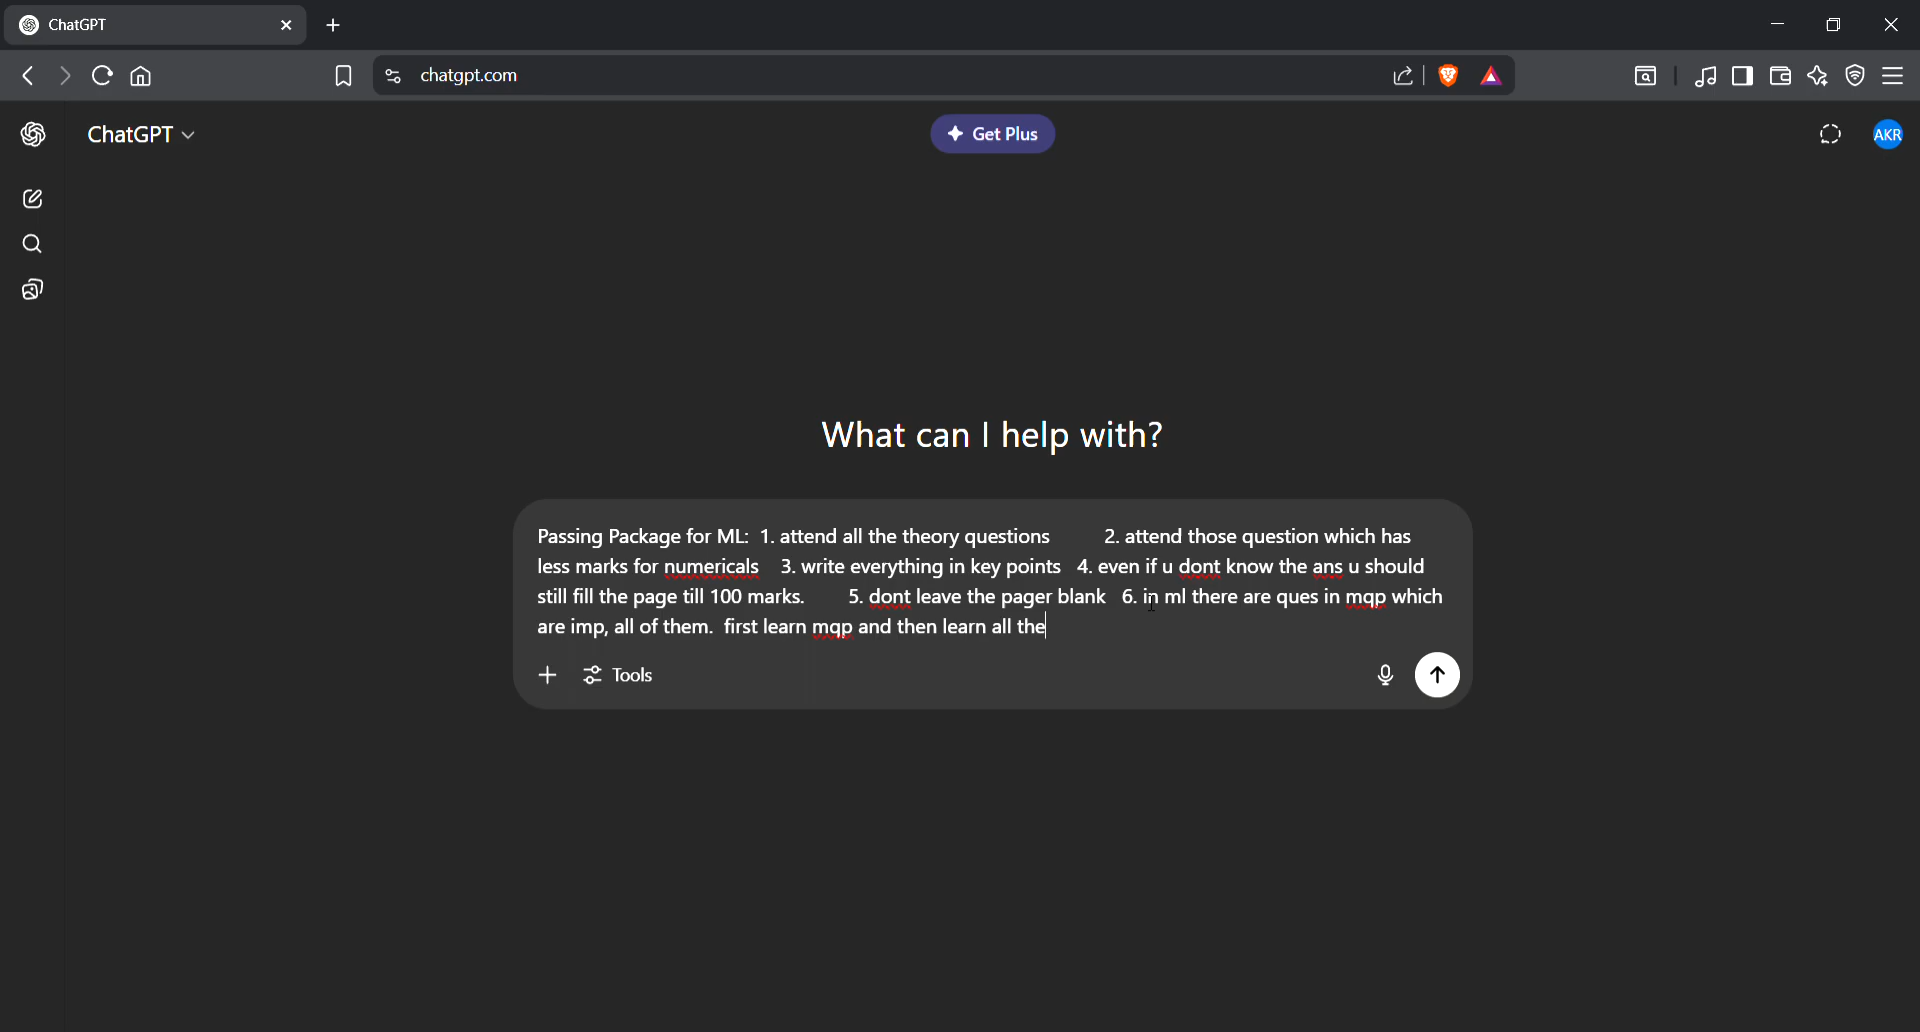 ChatGPT
chatgpt.com
ChatGPT
Get Plus
AKR
What can I help with?
Passing Package for ML: 1. attend all the theory questions 2. attend those question which has
less marks for numericals 3. write everything in key points 4. even if u dont know the ans u should
still fill the page till 100 marks. 5. dont leave the pager blank 6. in ml there are ques in mqp which
are imp, all of them. first learn mqp and then learn all the
Tools